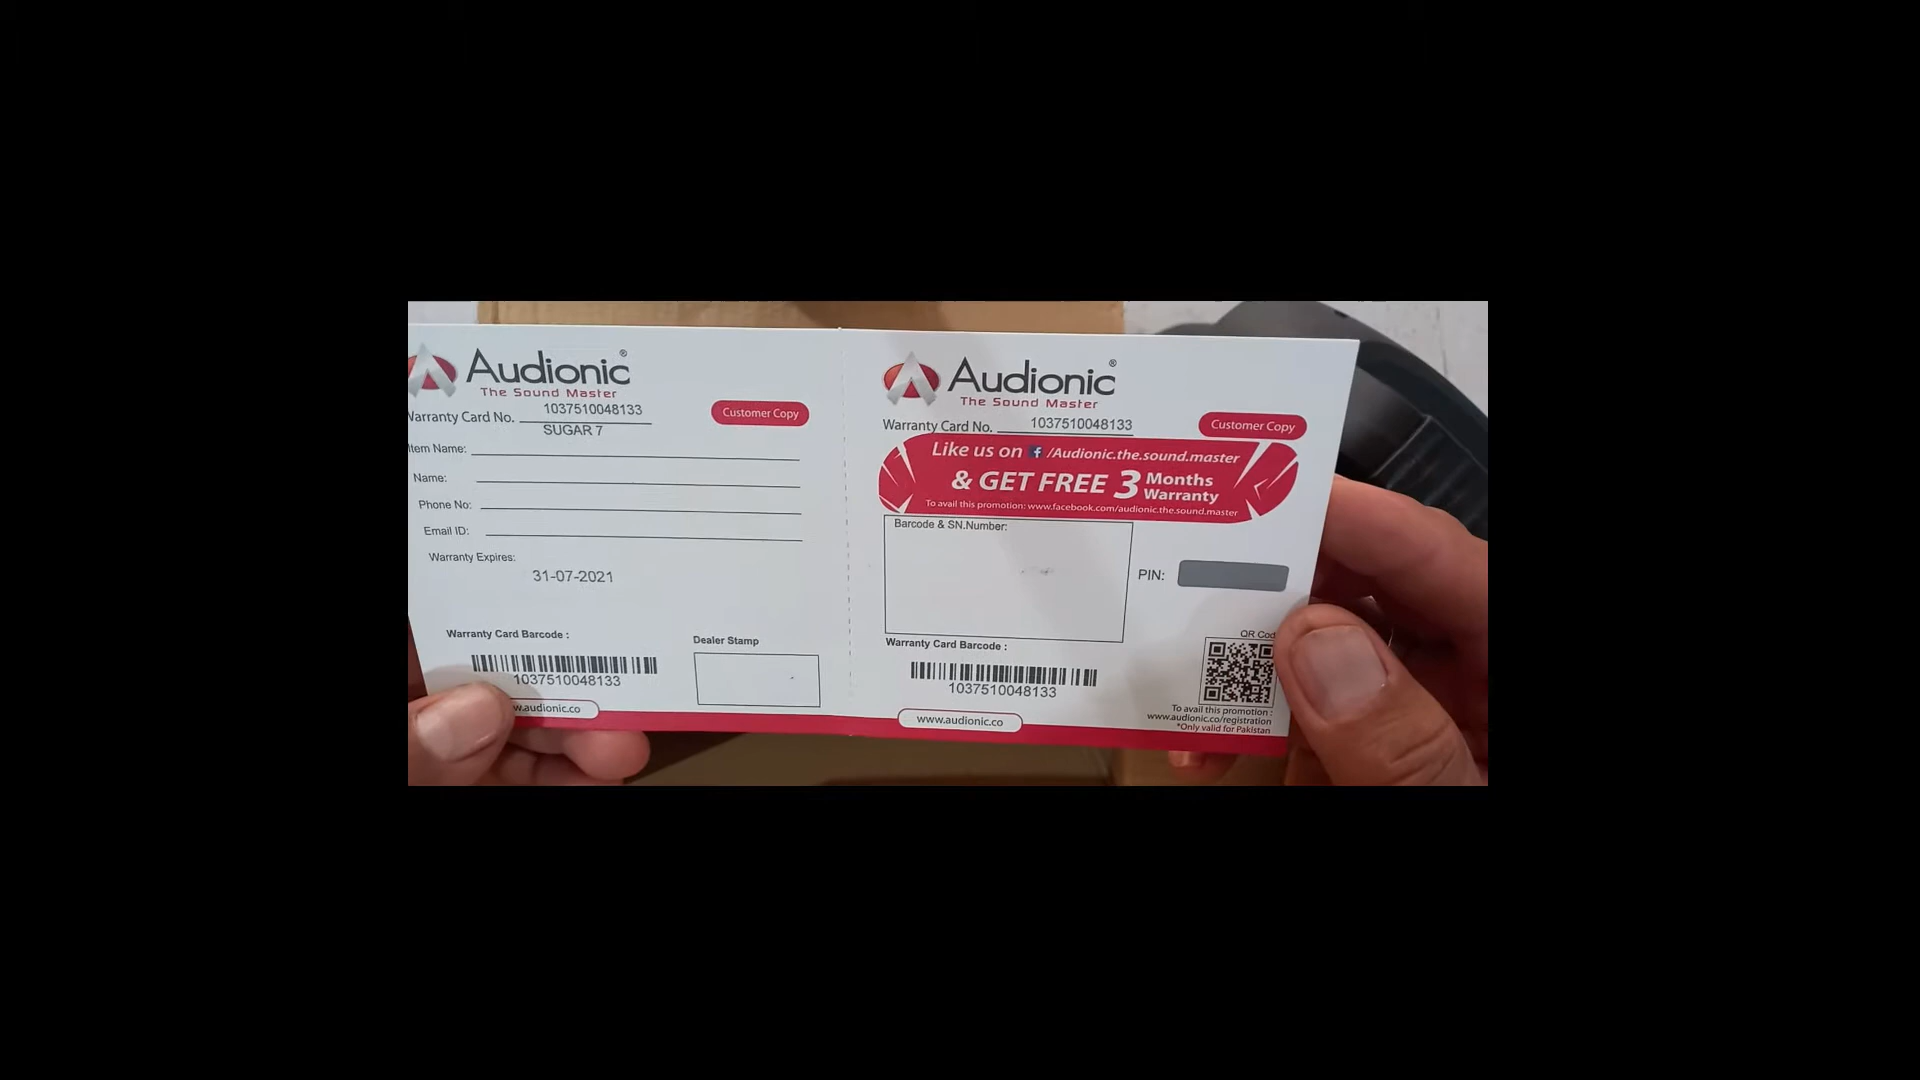 Audionic®
The Sound Master
Warranty Card No. 1037510048133
Customer Copy
SUGAR 7
Item Name:
Name:
Phone No:
Email ID:
Warranty Expires:
31-07-2021
Warranty Card Barcode :
Dealer Stamp
1037510048133
w.audionic.co
Audionic®
The Sound Master
Warranty Card No. 1037510048133
Customer Copy
Like us on f /Audionic.the.sound.master
& GET FREE 3 Months Warranty
To avail this promotion: www.facebook.com/audionic.the.sound.master
Barcode & SN.Number:
PIN:
Warranty Card Barcode :
1037510048133
QR Cod
To avail this promotion :
www.audionic.co/registration
*Only valid for Pakistan
www.audionic.co